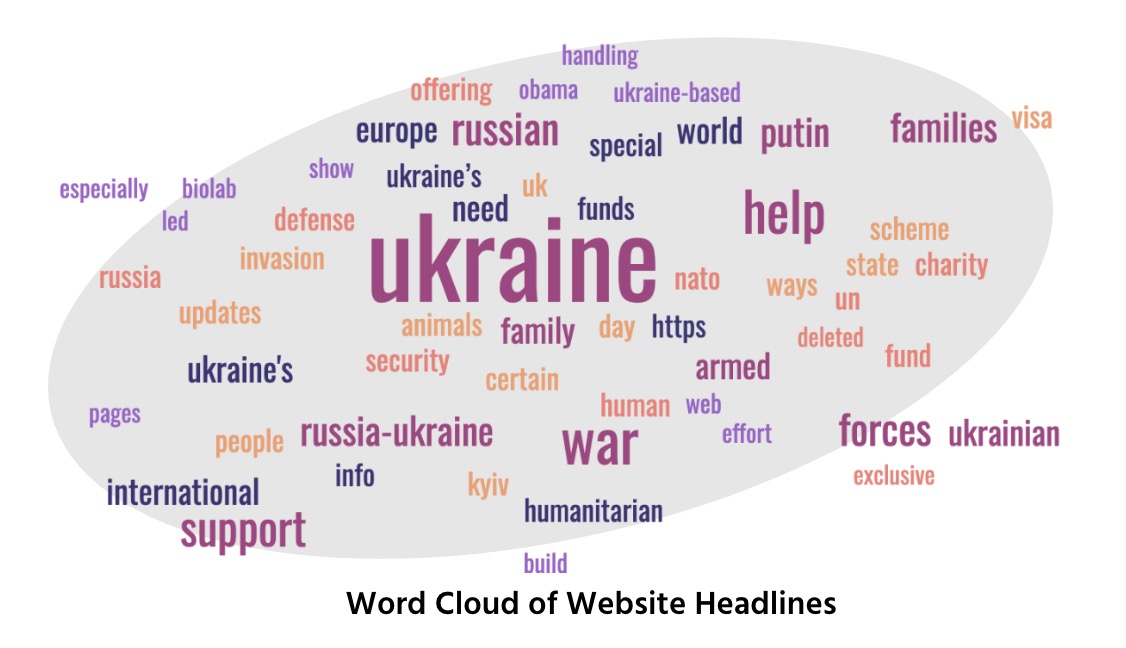 handling
offering obama ukraine-based
europe russian special world putin families visa
show ukraine’s uk
especially biolab need funds help
led defense scheme
invasion ukraine nato state charity
russia ways un
updates animals family day https deleted
security armed fund
ukraine's certain
pages human web
people russia-ukraine war effort forces ukrainian
info kyiv exclusive
international humanitarian
support
build
Word Cloud of Website Headlines